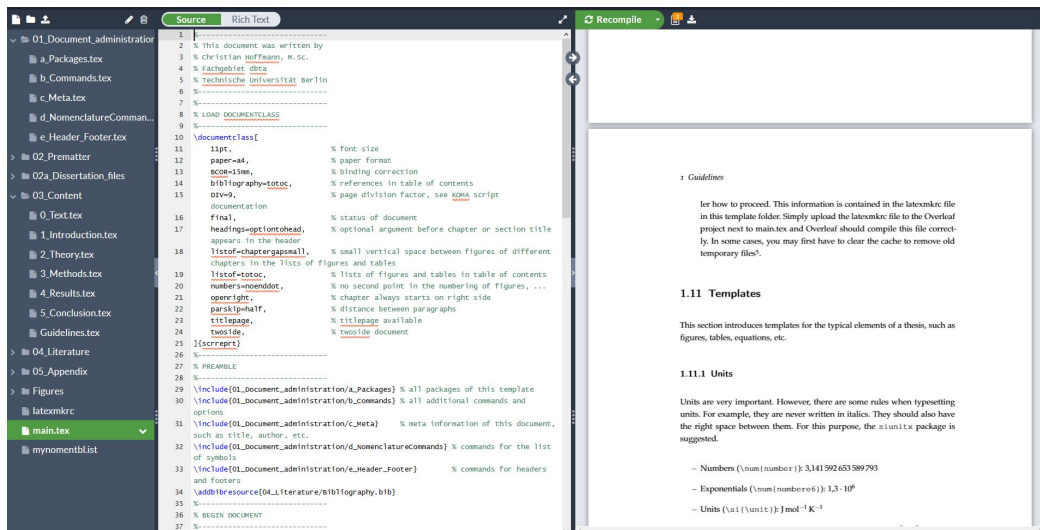 Source
Rich Text
Recompile
01_Document_administration
a_Packages.tex
b_Commands.tex
c_Meta.tex
d_NomenclatureComman...
e_Header_Footer.tex
02_Prematter
02a_Dissertation_files
03_Content
0_Text.tex
1_Introduction.tex
2_Theory.tex
3_Methods.tex
4_Results.tex
5_Conclusion.tex
Guidelines.tex
04_Literature
05_Appendix
Figures
latexmkrc
main.tex
mynomentbl.ist
1 %-----------------------------
2 % This document was written by
3 % Christian Hoffmann, M.Sc.
4 % Fachgebiet dbta
5 % Technische Universität Berlin
6 %-----------------------------
7 %-----------------------------
8 % LOAD DOCUMENTCLASS
9 %-----------------------------
10 \documentclass[
11 11pt, % font size
12 paper=a4, % paper format
13 BCOR=15mm, % binding correction
14 bibliography=totoc, % references in table of contents
15 DIV=9, % page division factor, see KOMA script
documentation
16 final, % status of document
17 headings=optiontohead, % optional argument before chapter or section title
appears in the header
18 listof=chaptergapsmall, % small vertical space between figures of different
chapters in the lists of figures and tables
19 listof=totoc, % lists of figures and tables in table of contents
20 numbers=noenddot, % no second point in the numbering of figures, ...
21 openright, % chapter always starts on right side
22 parskip=half, % distance between paragraphs
23 titlepage, % titlepage available
24 twoside, % twoside document
25 ]{scrreprt}
26 %-----------------------------
27 % PREAMBLE
28 %-----------------------------
29 \include{01_Document_administration/a_Packages} % all packages of this template
30 \include{01_Document_administration/b_Commands} % all additional commands and
options
31 \include{01_Document_administration/c_Meta} % meta information of this document,
such as title, author, etc.
32 \include{01_Document_administration/d_NomenclatureCommands} % commands for the list
of symbols
33 \include{01_Document_administration/e_Header_Footer} % commands for headers
and footers
34 \addbibresource{04_Literature/Bibliography.bib}
35 %-----------------------------
36 % BEGIN DOCUMENT
37 %-----------------------------
1 Guidelines
ler how to proceed. This information is contained in the latexmkrc file
in this template folder. Simply upload the latexmkrc file to the Overleaf
project next to main.tex and Overleaf should compile this file correct-
ly. In some cases, you may first have to clear the cache to remove old
temporary files⁵.
1.11 Templates
This section introduces templates for the typical elements of a thesis, such as
figures, tables, equations, etc.
1.11.1 Units
Units are very important. However, there are some rules when typesetting
units. For example, they are never written in italics. They should also have
the right space between them. For this purpose, the siunitx package is
suggested.
– Numbers (\num{number}): 3,141 592 653 589 793
– Exponentials (\num{numbere6}): 1,3 · 10⁶
– Units (\si{\unit}): J mol⁻¹ K⁻¹